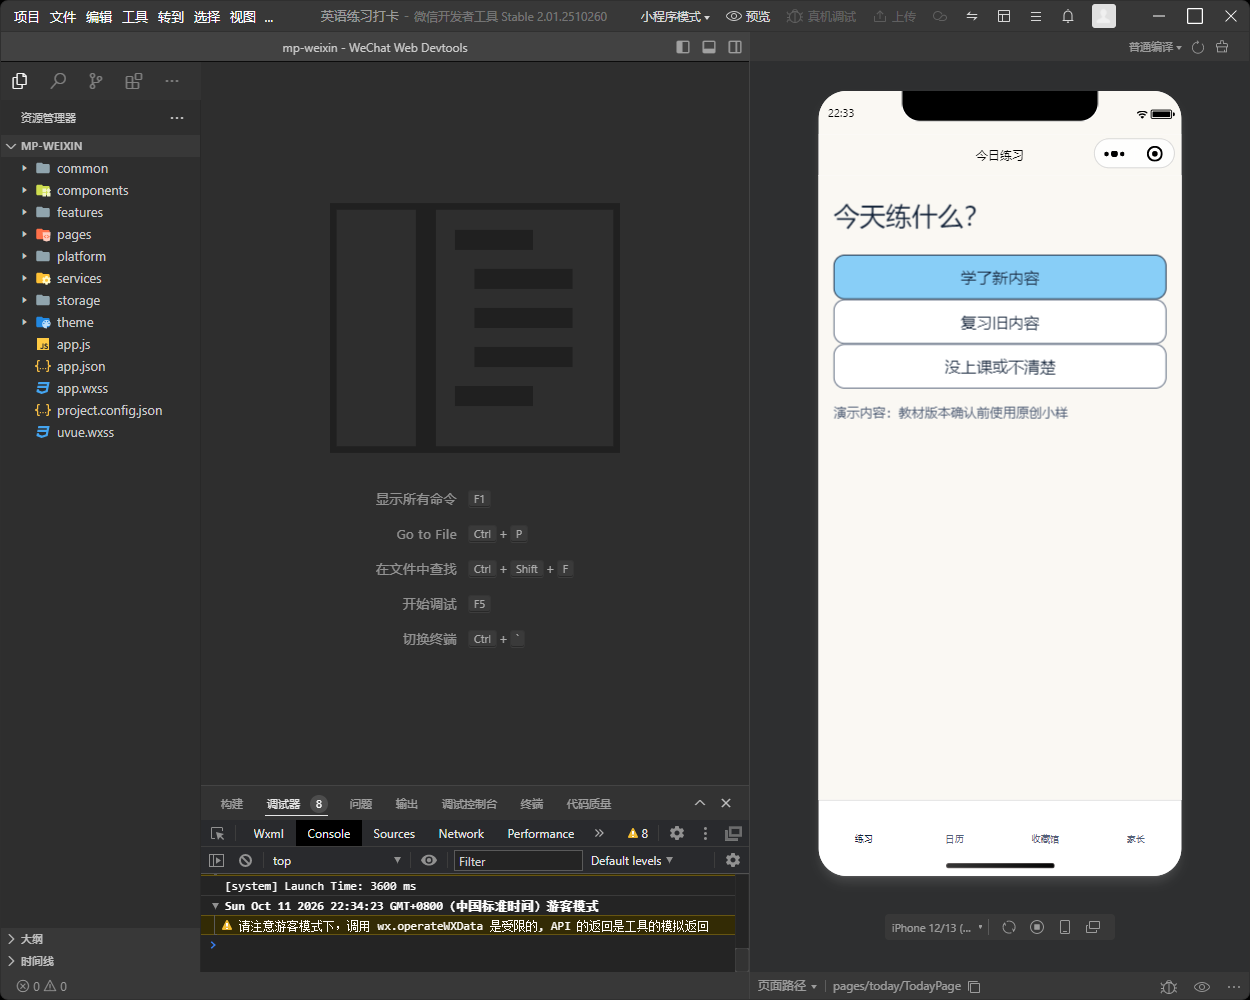 项目 文件 编辑 工具 转到 选择 视图 ... 英语练习打卡 - 微信开发者工具 Stable 2.01.2510260 小程序模式 预览 真机调试 上传
mp-weixin - WeChat Web Devtools 普通编译
资源管理器
MP-WEIXIN
common
components
features
pages
platform
services
storage
theme
app.js
app.json
app.wxss
project.config.json
uvue.wxss
大纲
时间线
0 0
显示所有命令 F1
Go to File Ctrl + P
在文件中查找 Ctrl + Shift + F
开始调试 F5
切换终端 Ctrl + `
构建 调试器 8 问题 输出 调试控制台 终端 代码质量
Wxml Console Sources Network Performance » 8
top Filter Default levels
[system] Launch Time: 3600 ms
Sun Oct 11 2026 22:34:23 GMT+0800 (中国标准时间) 游客模式
请注意游客模式下，调用 wx.operateWXData 是受限的, API 的返回是工具的模拟返回
22:33
今日练习
今天练什么？
学了新内容
复习旧内容
没上课或不清楚
演示内容：教材版本确认前使用原创小样
练习 日历 收藏馆 家长
iPhone 12/13 (...
页面路径 pages/today/TodayPage